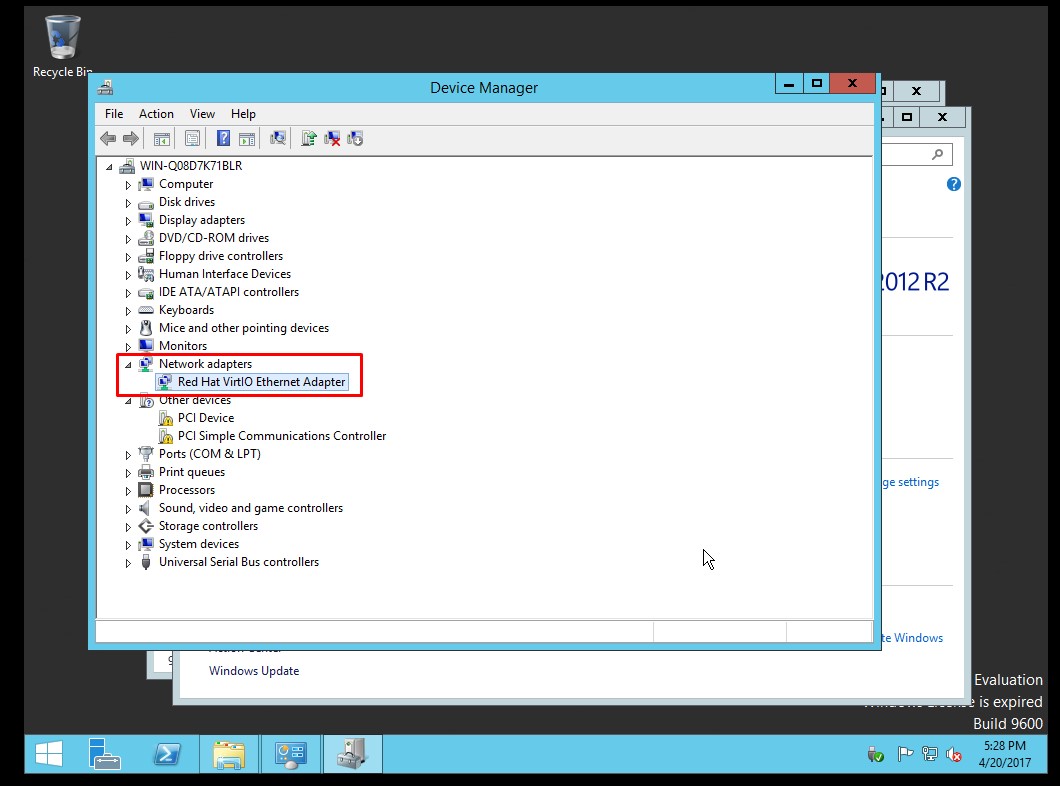 Recycle Bin
Device Manager
File Action View Help
WIN-Q08D7K71BLR
Computer
Disk drives
Display adapters
DVD/CD-ROM drives
Floppy drive controllers
Human Interface Devices
IDE ATA/ATAPI controllers
Keyboards
Mice and other pointing devices
Monitors
Network adapters
Red Hat VirtIO Ethernet Adapter
Other devices
PCI Device
PCI Simple Communications Controller
Ports (COM & LPT)
Print queues
Processors
Sound, video and game controllers
Storage controllers
System devices
Universal Serial Bus controllers
2012 R2
ge settings
te Windows
Windows Update
Evaluation
is expired
Build 9600
5:28 PM
4/20/2017